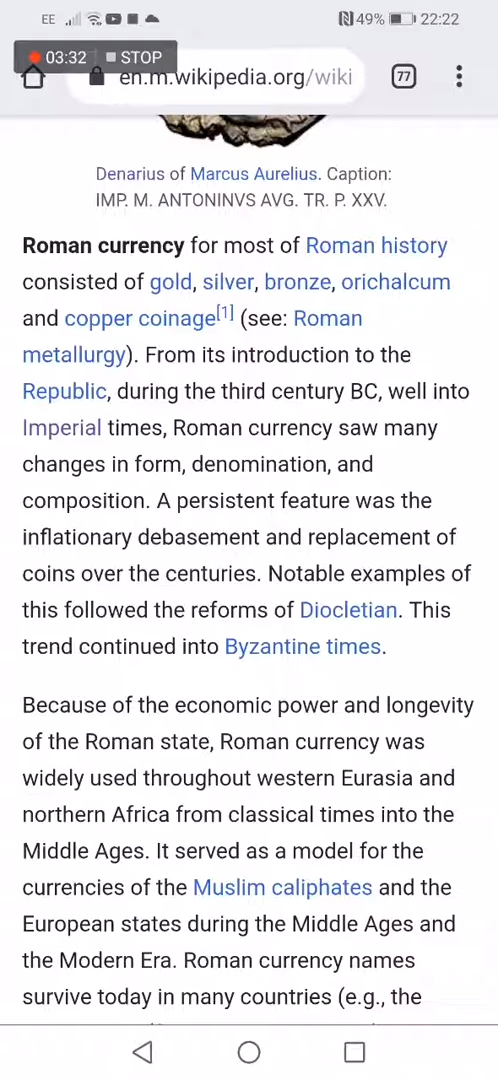 EE 49% 22:22
03:32 STOP
en.m.wikipedia.org/wiki 77
Denarius of Marcus Aurelius. Caption:
IMP. M. ANTONINVS AVG. TR. P. XXV.
Roman currency for most of Roman history
consisted of gold, silver, bronze, orichalcum
and copper coinage[1] (see: Roman
metallurgy). From its introduction to the
Republic, during the third century BC, well into
Imperial times, Roman currency saw many
changes in form, denomination, and
composition. A persistent feature was the
inflationary debasement and replacement of
coins over the centuries. Notable examples of
this followed the reforms of Diocletian. This
trend continued into Byzantine times.
Because of the economic power and longevity
of the Roman state, Roman currency was
widely used throughout western Eurasia and
northern Africa from classical times into the
Middle Ages. It served as a model for the
currencies of the Muslim caliphates and the
European states during the Middle Ages and
the Modern Era. Roman currency names
survive today in many countries (e.g., the